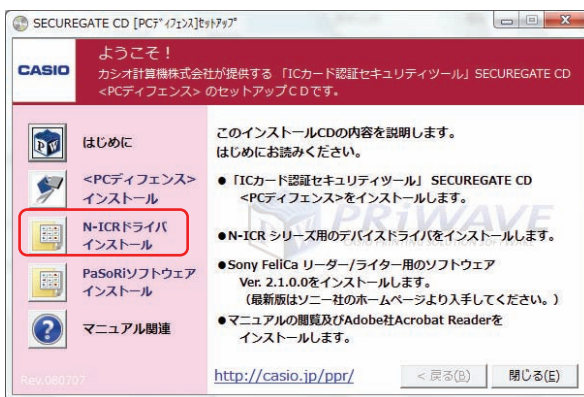 SECUREGATE CD [PCﾃﾞｨﾌｪﾝｽ]ｾｯﾄｱｯﾌﾟ
CASIO
ようこそ！
カシオ計算機株式会社が提供する 「ICカード認証セキュリティツール」SECUREGATE CD
<PCディフェンス> のセットアップCDです。
はじめに
<PCディフェンス>
インストール
N-ICRドライバ
インストール
PaSoRiソフトウェア
インストール
マニュアル関連
Rev.080707
このインストールCDの内容を説明します。
はじめにお読みください。
●「ICカード認証セキュリティツール」 SECUREGATE CD
<PCディフェンス>をインストールします。
●N-ICR シリーズ用のデバイスドライバをインストールします。
●Sony FeliCa リーダー/ライター用のソフトウェア
Ver. 2.1.0.0をインストールします。
（最新版はソニー社のホームページより入手してください。）
●マニュアルの閲覧及びAdobe社Acrobat Readerを
インストールします。
PRiWAVE
http://casio.jp/ppr/
< 戻る(B)
閉じる(E)